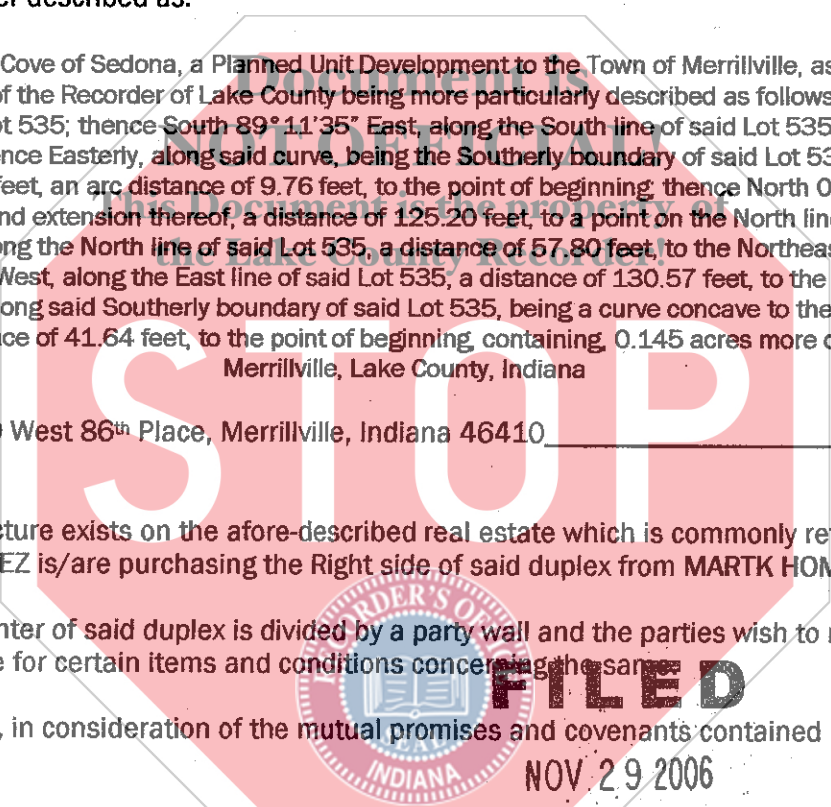 er described as:
Cove of Sedona, a Planned Unit Development to the Town of Merrillville, as
of the Recorder of Lake County being more particularly described as follows
ot 535; thence South 89°11'35" East, along the South line of said Lot 535
ence Easterly, along said curve, being the Southerly boundary of said Lot 53
feet, an arc distance of 9.76 feet, to the point of beginning; thence North 0
nd extension thereof, a distance of 125.20 feet, to a point on the North lin
ong the North line of said Lot 535, a distance of 57.80 feet, to the Northeas
West, along the East line of said Lot 535, a distance of 130.57 feet, to the
ong said Southerly boundary of said Lot 535, being a curve concave to the
ce of 41.64 feet, to the point of beginning, containing, 0.145 acres more o
Merrillville, Lake County, Indiana
Document is
NOT OFFICIAL!
This Document is the property of
the Lake County Recorder!
STOP
West 86th Place, Merrillville, Indiana 46410
cture exists on the afore-described real estate which is commonly re
EZ is/are purchasing the Right side of said duplex from MARTK HOM
nter of said duplex is divided by a party wall and the parties wish to
e for certain items and conditions concerning the same.
RECORDER'S OFFICE
SEAL
INDIANA
FILED
, in consideration of the mutual promises and covenants contained
NOV 29 2006